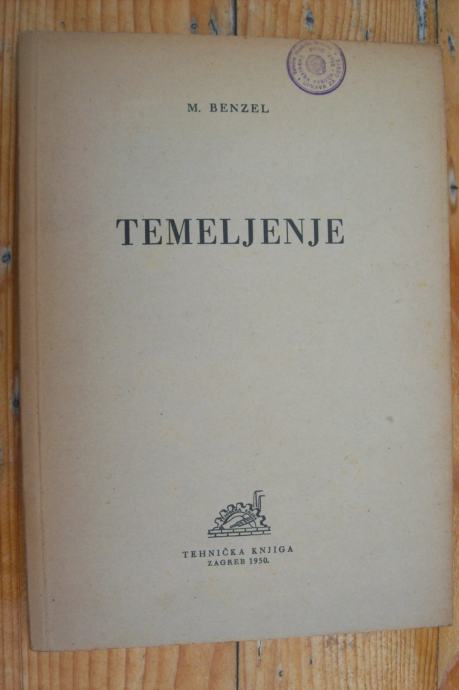 M. BENZEL
TEMELJENJE
TEHNIČKA KNJIGA
ZAGREB 1950.